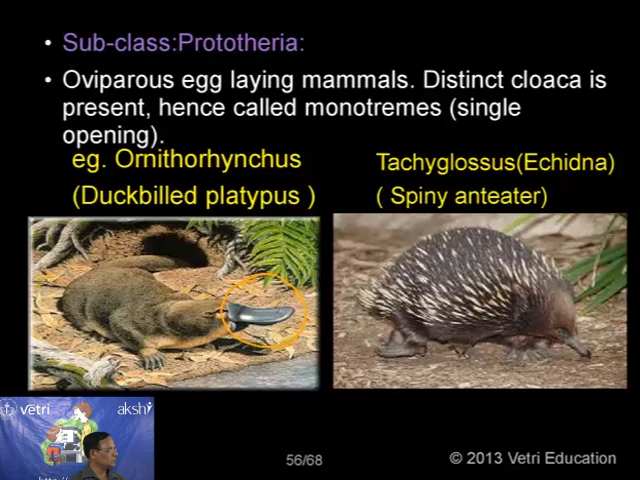 Sub-class:Prototheria:
Oviparous egg laying mammals. Distinct cloaca is
present, hence called monotremes (single
opening).
eg. Ornithorhynchus
(Duckbilled platypus )
Tachyglossus(Echidna)
( Spiny anteater)
vetri
akshi
http:/
56/68
© 2013 Vetri Education